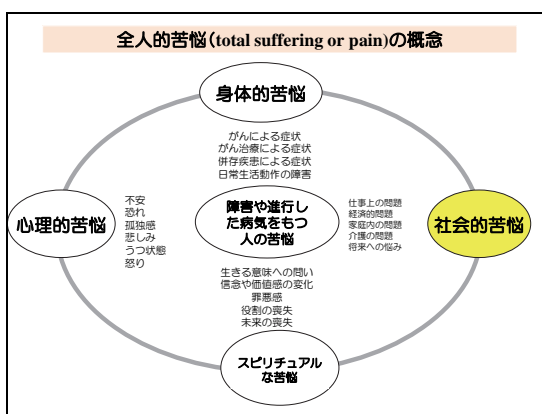 全人的苦悩(total suffering or pain)の概念
身体的苦悩
がんによる症状
がん治療による症状
併存疾患による症状
日常生活動作の障害
心理的苦悩
不安
恐れ
孤独感
悲しみ
うつ状態
怒り
障害や進行し
た病気をもつ
人の苦悩
仕事上の問題
経済的問題
家庭内の問題
介護の問題
将来への悩み
社会的苦悩
生きる意味への問い
信念や価値感の変化
罪悪感
役割の喪失
未来の喪失
スピリチュアル
な苦悩